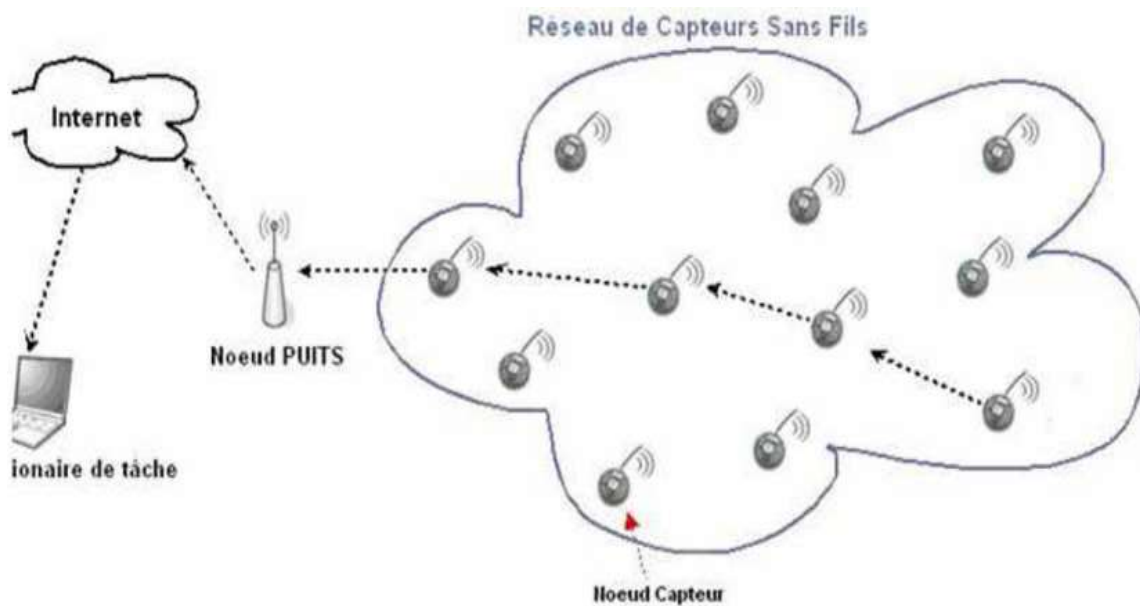 Réseau de Capteurs Sans Fils
Internet
Noeud PUITS
ionaire de tâche
Noeud Capteur